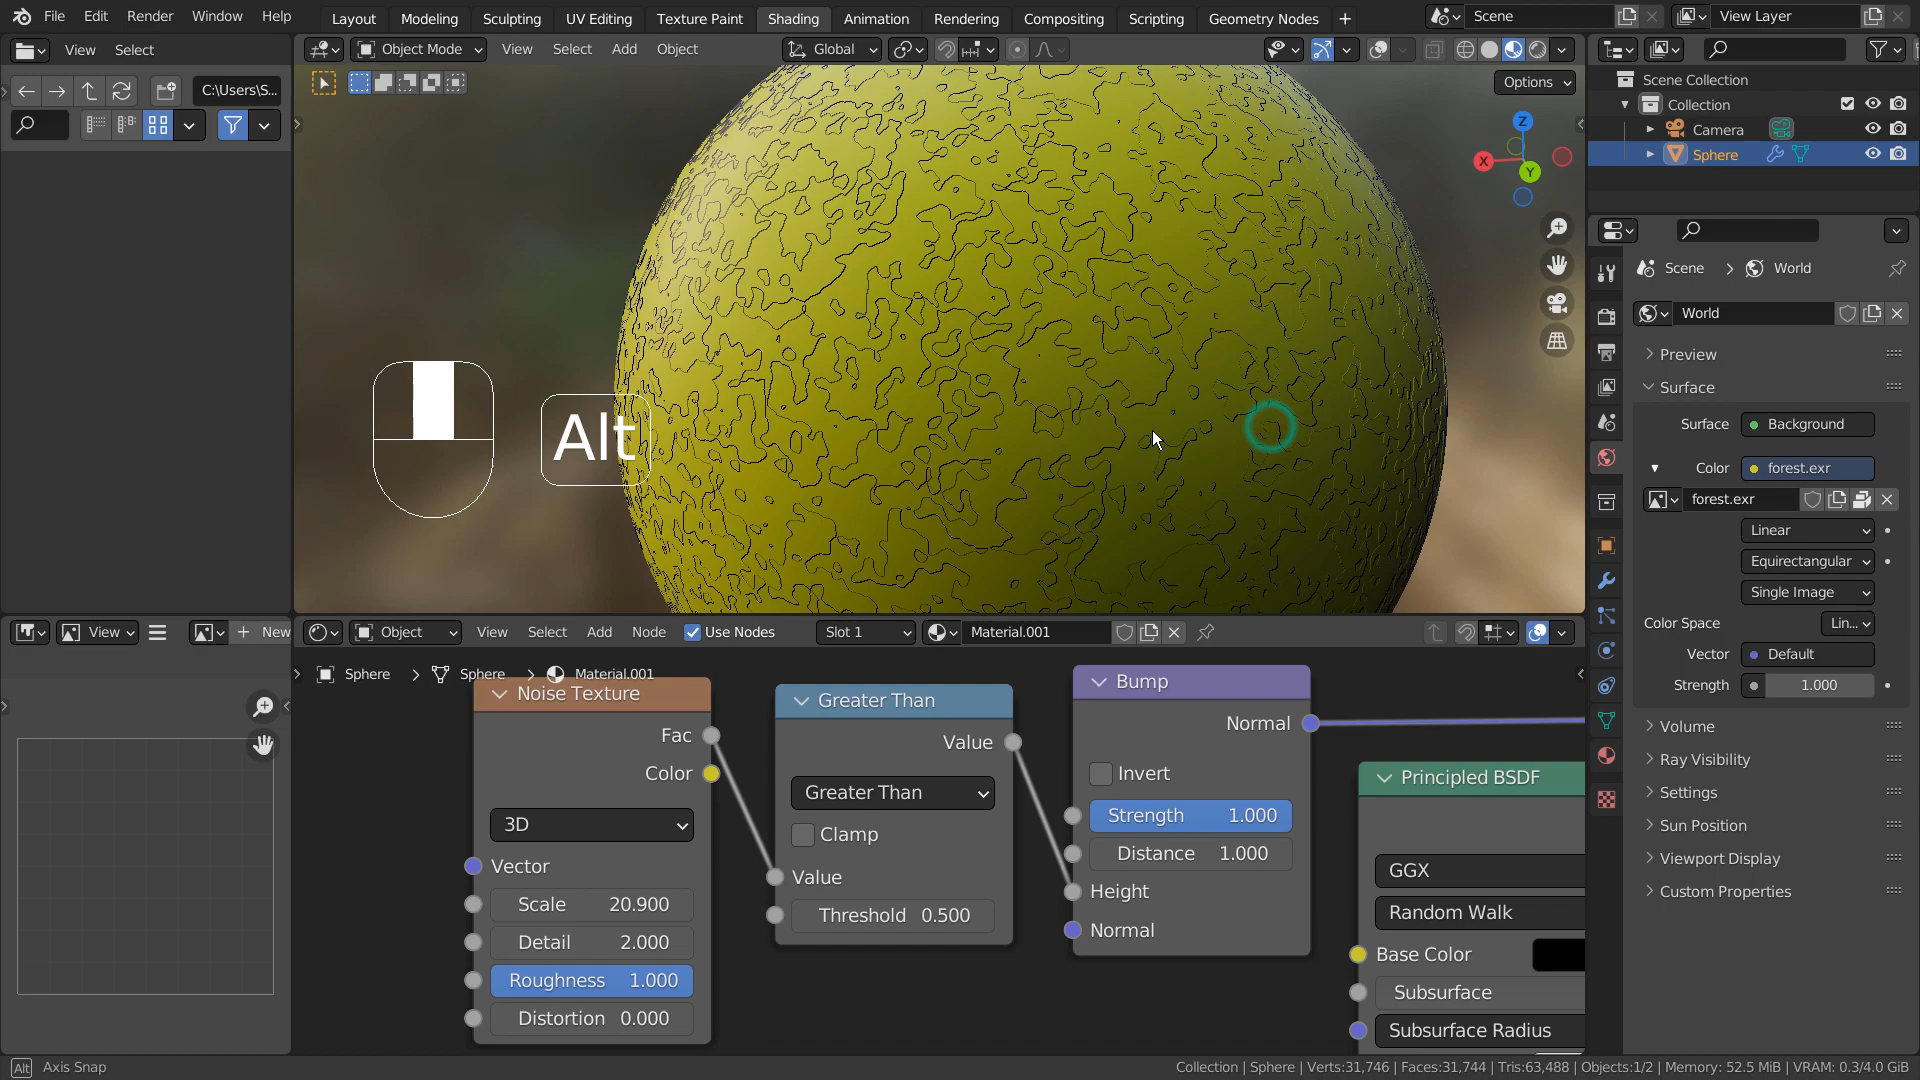 File Edit Render Window Help Layout Modeling Sculpting UV Editing Texture Paint Shading Animation Rendering Compositing Scripting Geometry Nodes + Scene View Layer
View Select Object Mode View Select Add Object Global
C:\Users\S...
Options
Z
X
Y
Alt
Scene Collection
Collection
Camera
Sphere
Scene > World
World
Preview
Surface
Surface Background
Color forest.exr
forest.exr
Linear
Equirectangular
Single Image
Color Space Lin...
Vector Default
Strength 1.000
Volume
Ray Visibility
Settings
Sun Position
Viewport Display
Custom Properties
View + New Object View Select Add Node Use Nodes Slot 1 Material.001
Sphere > Sphere > Material.001
Noise Texture
Fac
Color
3D
Vector
Scale 20.900
Detail 2.000
Roughness 1.000
Distortion 0.000
Greater Than
Value
Greater Than
Clamp
Value
Threshold 0.500
Bump
Normal
Invert
Strength 1.000
Distance 1.000
Height
Normal
Principled BSDF
GGX
Random Walk
Base Color
Subsurface
Subsurface Radius
Alt Axis Snap Collection | Sphere | Verts:31,746 | Faces:31,744 | Tris:63,488 | Objects:1/2 | Memory: 52.5 MiB | VRAM: 0.3/4.0 GiB